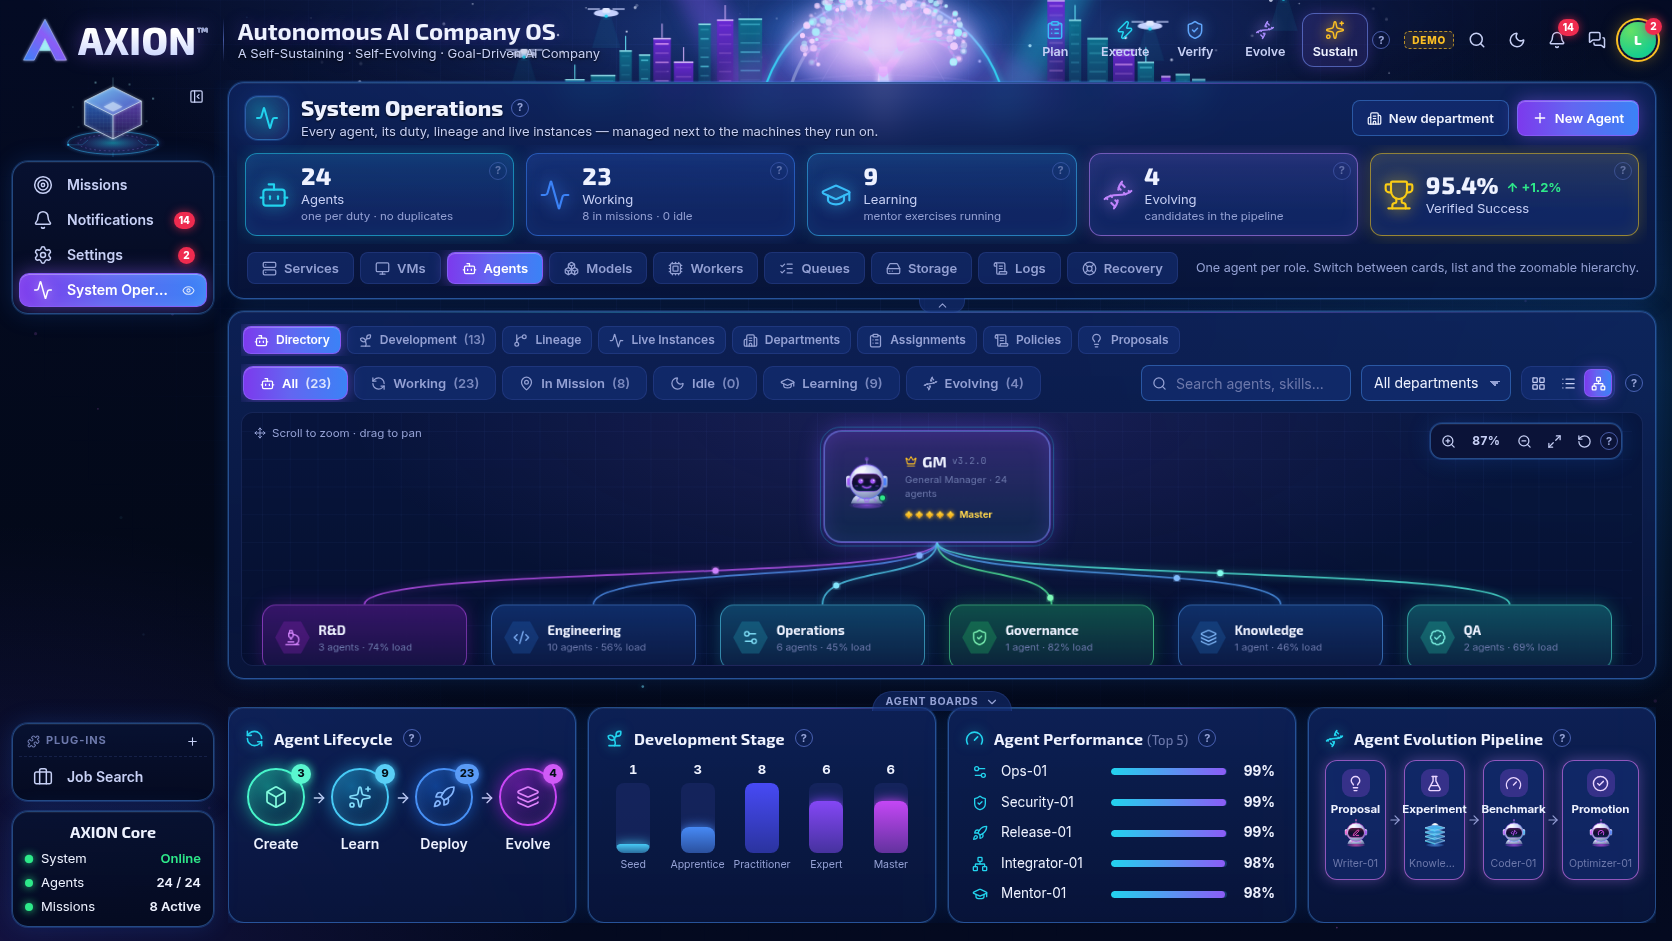 AXION™
Autonomous AI Company OS
A Self-Sustaining · Self-Evolving · Goal-Driven AI Company
Plan
Execute
Verify
Evolve
Sustain
?
DEMO
14
L
2
Missions
Notifications 14
Settings 2
System Oper...
System Operations ?
Every agent, its duty, lineage and live instances — managed next to the machines they run on.
New department
New Agent
24
Agents
one per duty · no duplicates
?
23
Working
8 in missions · 0 idle
?
9
Learning
mentor exercises running
?
4
Evolving
candidates in the pipeline
?
95.4% ↑ +1.2%
Verified Success
?
Services
VMs
Agents
Models
Workers
Queues
Storage
Logs
Recovery
One agent per role. Switch between cards, list and the zoomable hierarchy.
Directory
Development (13)
Lineage
Live Instances
Departments
Assignments
Policies
Proposals
All (23)
Working (23)
In Mission (8)
Idle (0)
Learning (9)
Evolving (4)
Search agents, skills...
All departments
?
Scroll to zoom · drag to pan
87%
?
GM v3.2.0
General Manager · 24
agents
Master
R&D
3 agents · 74% load
Engineering
10 agents · 56% load
Operations
6 agents · 45% load
Governance
1 agent · 82% load
Knowledge
1 agent · 46% load
QA
2 agents · 69% load
AGENT BOARDS
PLUG-INS +
Job Search
AXION Core
System Online
Agents 24 / 24
Missions 8 Active
Agent Lifecycle ?
3
9
23
4
Create
Learn
Deploy
Evolve
Development Stage ?
1 3 8 6 6
Seed Apprentice Practitioner Expert Master
Agent Performance (Top 5) ?
Ops-01 99%
Security-01 99%
Release-01 99%
Integrator-01 98%
Mentor-01 98%
Agent Evolution Pipeline ?
Proposal
Writer-01
Experiment
Knowle...
Benchmark
Coder-01
Promotion
Optimizer-01